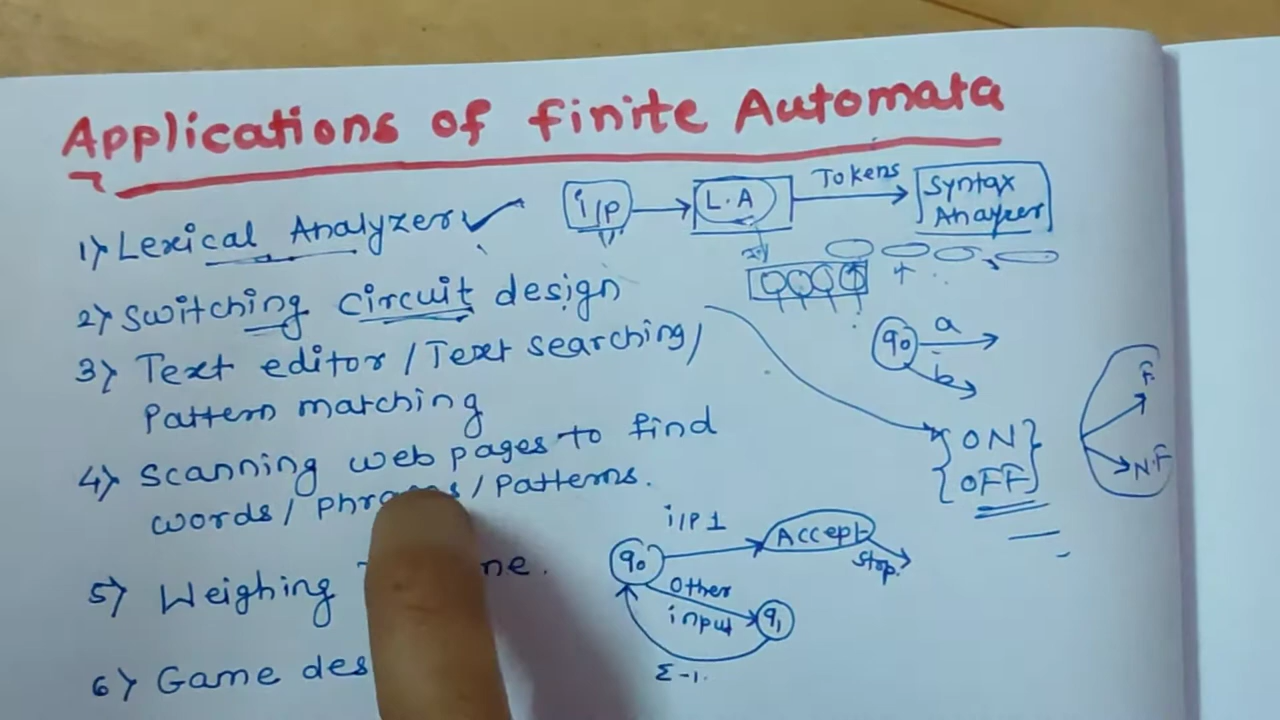 Applications of finite Automata
1) Lexical Analyzer
i/p L.A Tokens Syntax Analyzer
2) Switching circuit design
3) Text editor / Text searching /
Pattern matching
q0 a
b
4) Scanning web pages to find
words / / Patterns.
ON
OFF
F
N.F
5) Weighing
6) Game
q0 i/p 1 Accept stop.
Other
input q1
Σ-1.